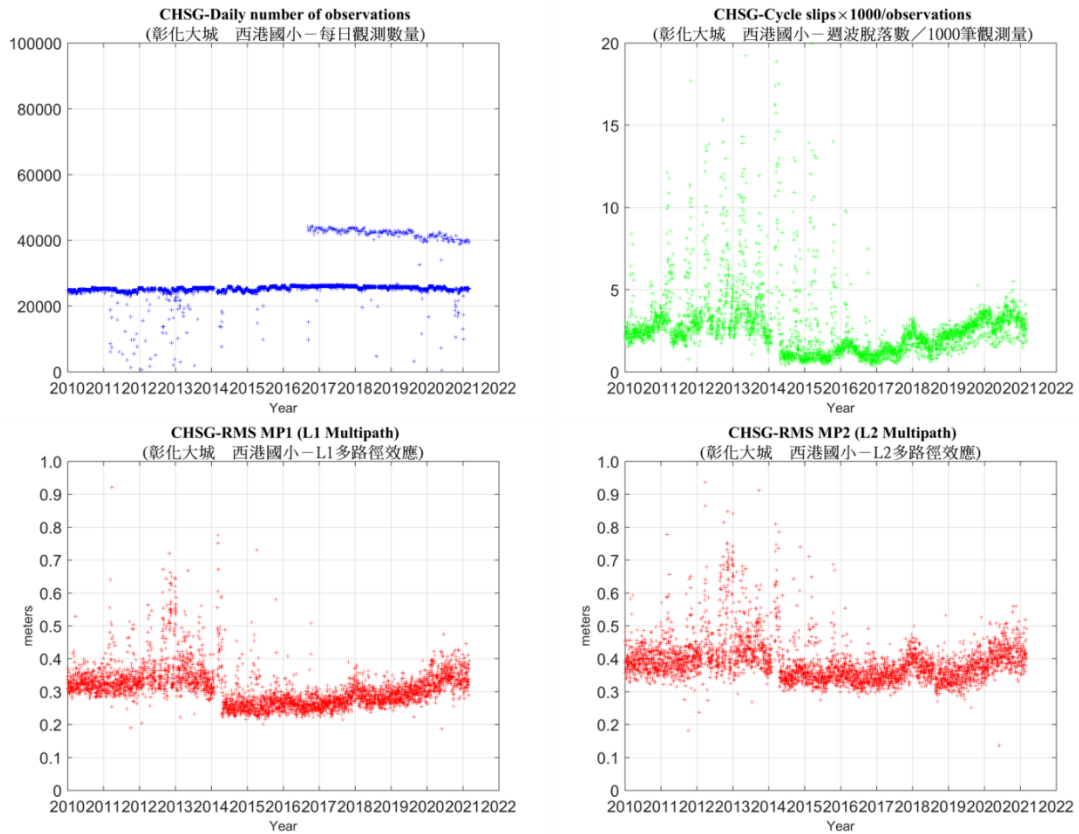 CHSG-Daily number of observations
(彰化大城　西港國小－每日觀測數量)
100000
80000
60000
40000
20000
0
2010 2011 2012 2013 2014 2015 2016 2017 2018 2019 2020 2021 2022
Year
CHSG-Cycle slips×1000/observations
(彰化大城　西港國小－週波脫落數／1000筆觀測量)
20
15
10
5
0
2010 2011 2012 2013 2014 2015 2016 2017 2018 2019 2020 2021 2022
Year
CHSG-RMS MP1 (L1 Multipath)
(彰化大城　西港國小－L1多路徑效應)
meters
1.0
0.9
0.8
0.7
0.6
0.5
0.4
0.3
0.2
0.1
0
2010 2011 2012 2013 2014 2015 2016 2017 2018 2019 2020 2021 2022
Year
CHSG-RMS MP2 (L2 Multipath)
(彰化大城　西港國小－L2多路徑效應)
meters
1.0
0.9
0.8
0.7
0.6
0.5
0.4
0.3
0.2
0.1
0
2010 2011 2012 2013 2014 2015 2016 2017 2018 2019 2020 2021 2022
Year